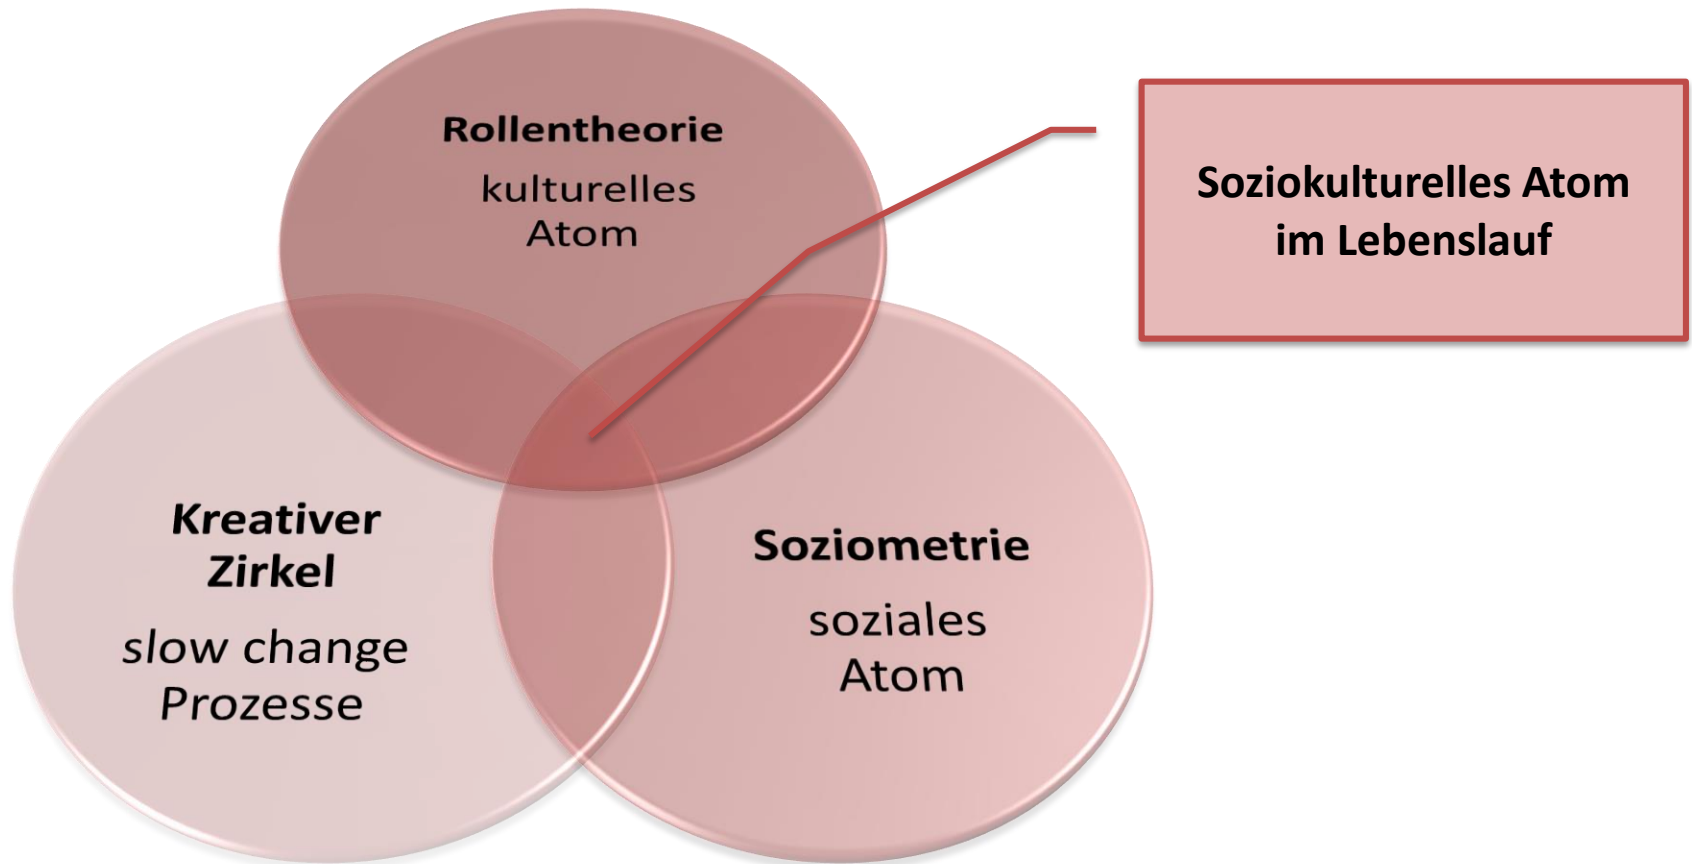 Rollentheorie
kulturelles
Atom
Soziokulturelles Atom
im Lebenslauf
Kreativer
Zirkel
slow change
Prozesse
Soziometrie
soziales
Atom